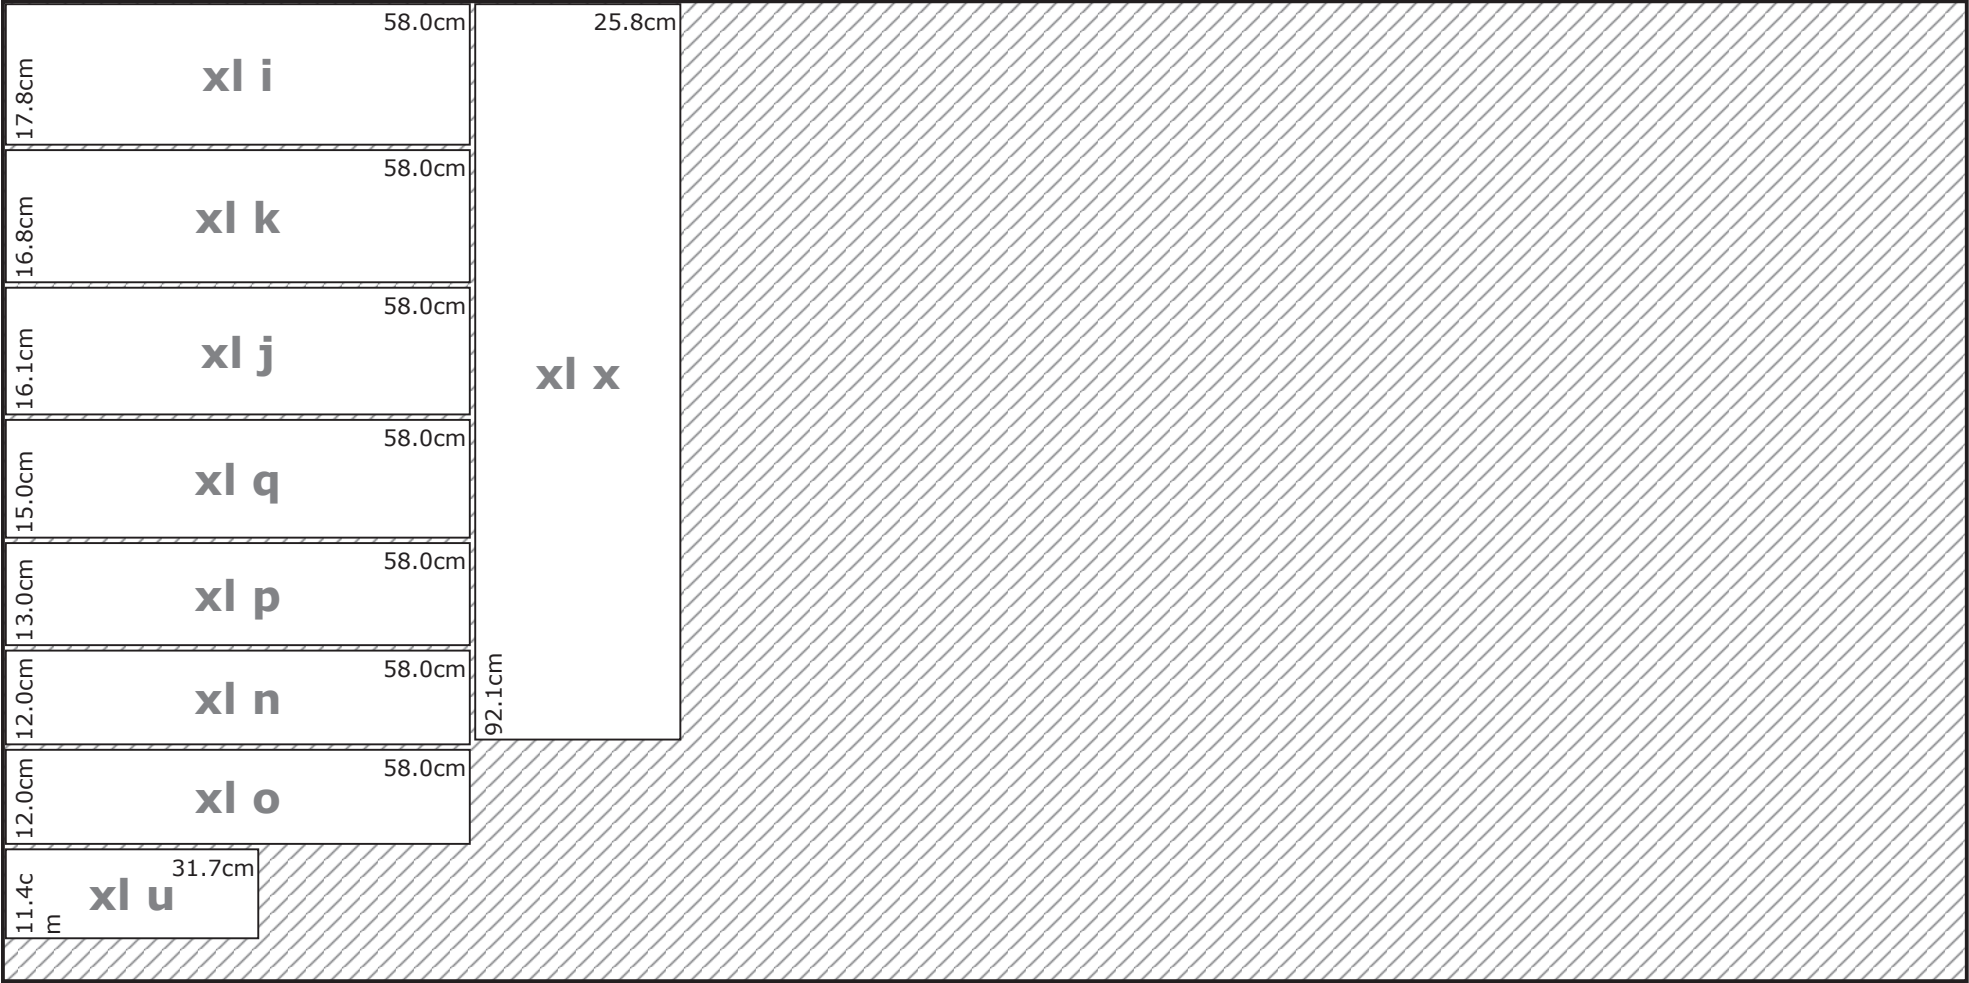 58.0cm
17.8cm
xl i
25.8cm
92.1cm
xl x
58.0cm
16.8cm
xl k
58.0cm
16.1cm
xl j
58.0cm
15.0cm
xl q
58.0cm
13.0cm
xl p
58.0cm
12.0cm
xl n
58.0cm
12.0cm
xl o
31.7cm
11.4c
m
xl u